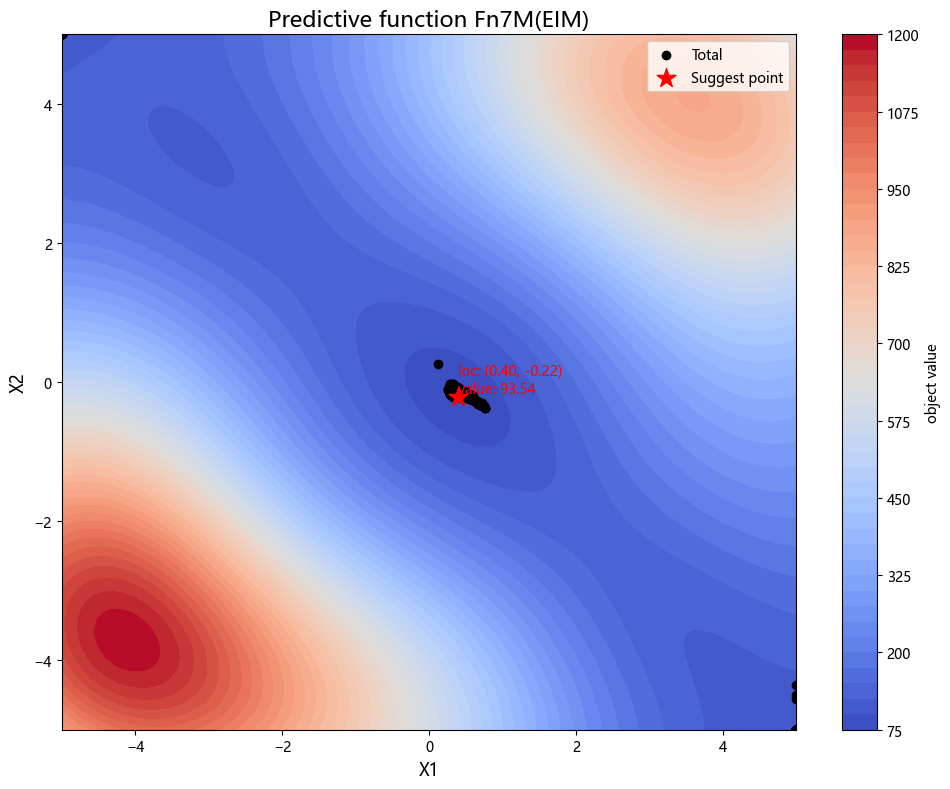 Predictive function Fn7M(EIM)
Total
Suggest point
loc: (0.40, -0.22)
value: 93.54
4
2
0
−2
−4
X2
−4
−2
0
2
4
X1
1200
1075
950
825
700
575
450
325
200
75
object value